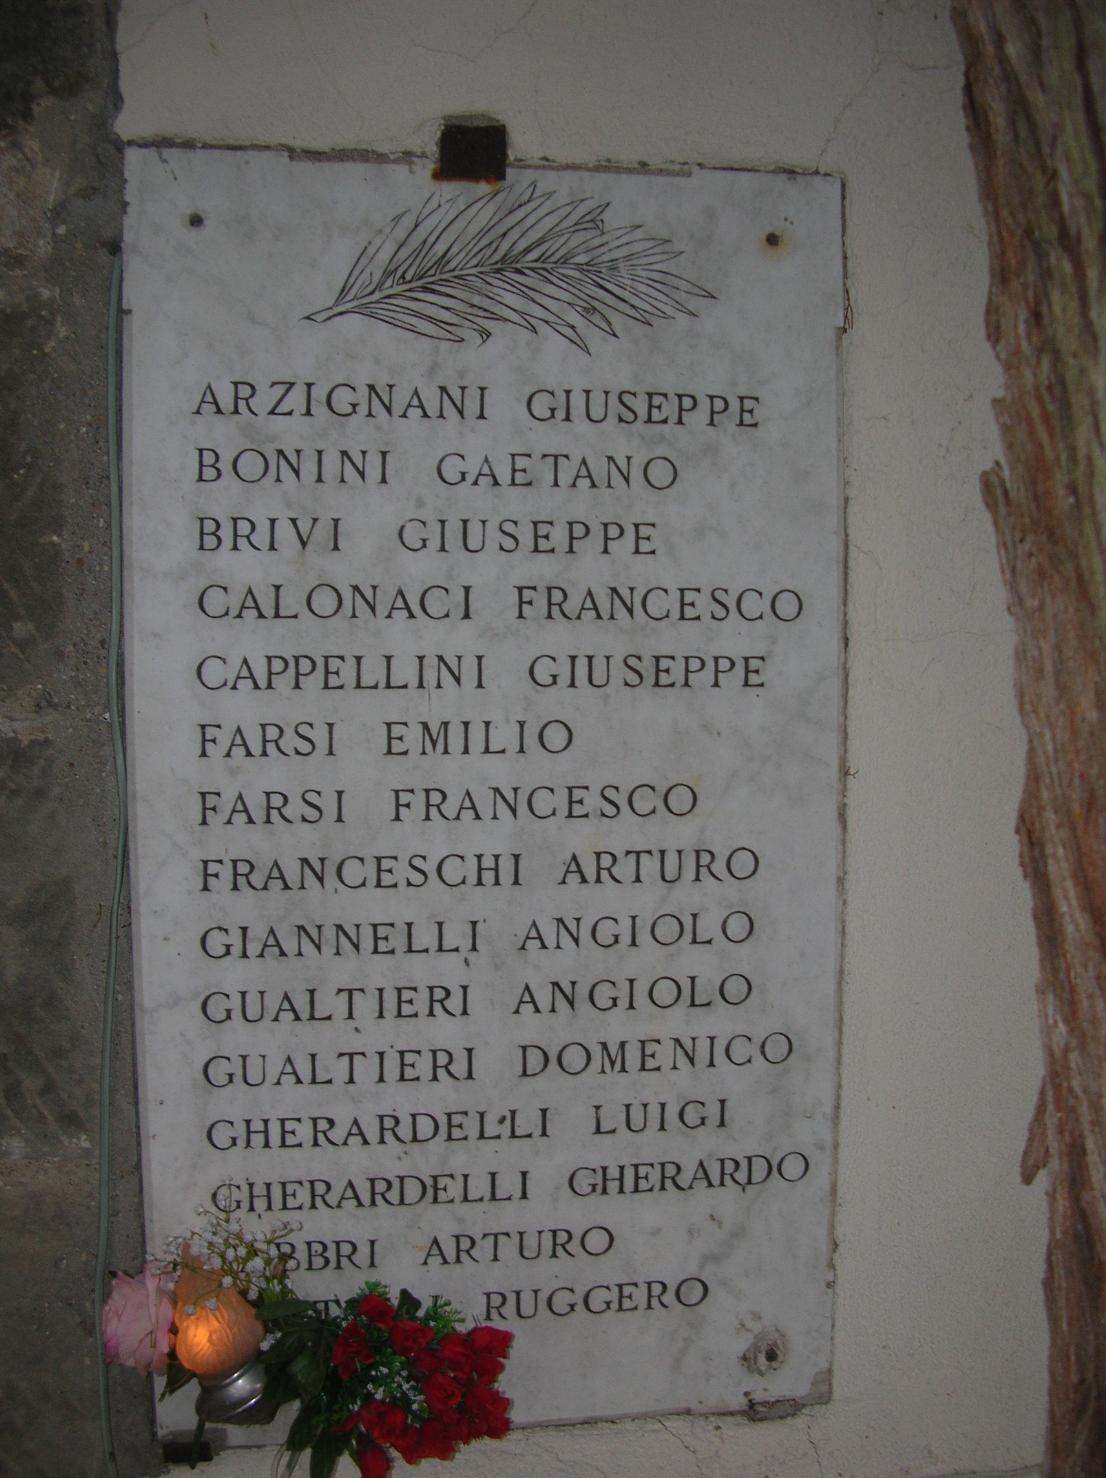 ARZIGNANI GIUSEPPE
BONINI GAETANO
BRIVI GIUSEPPE
CALONACI FRANCESCO
CAPPELLINI GIUSEPPE
FARSI EMILIO
FARSI FRANCESCO
FRANCESCHI ARTURO
GIANNELLI ANGIOLO
GUALTIERI ANGIOLO
GUALTIERI DOMENICO
GHERARDELLI LUIGI
GHERARDELLI GHERARDO
ARTURO
RUGGERO